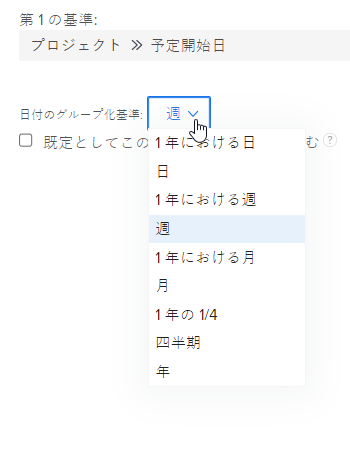 第 1 の基準:
プロジェクト » 予定開始日
日付のグループ化基準: 週
既定としてこの む ?
1 年における日
日
1 年における週
週
1 年における月
月
1 年の 1/4
四半期
年